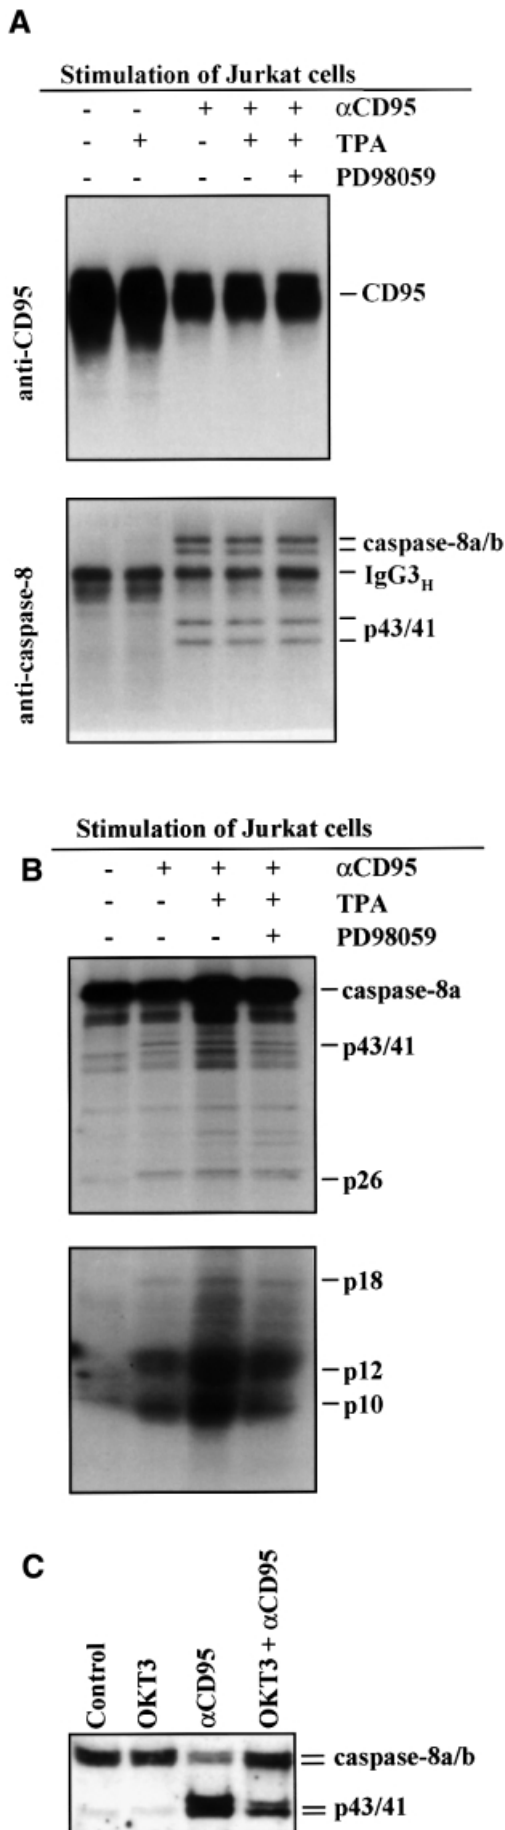 A
Stimulation of Jurkat cells
- - + + + αCD95
- + - + + TPA
- - - - + PD98059
anti-CD95
CD95
anti-caspase-8
caspase-8a/b
IgG3H
p43/41
Stimulation of Jurkat cells
B
- + + + αCD95
- - + + TPA
- - - + PD98059
caspase-8a
p43/41
p26
p18
p12
p10
C
Control
OKT3
αCD95
OKT3 + αCD95
caspase-8a/b
p43/41